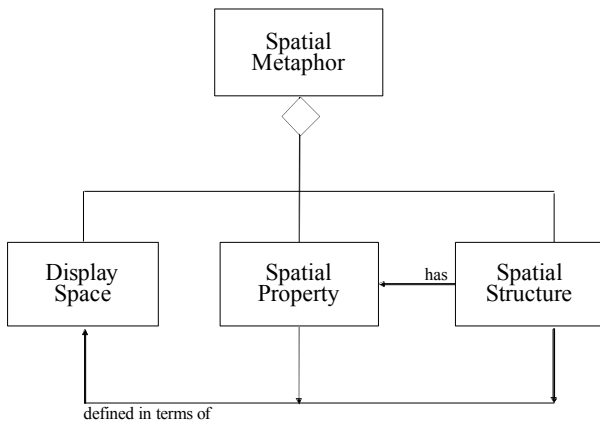 Spatial
Metaphor
Display
Space
Spatial
Property
has
Spatial
Structure
defined in terms of